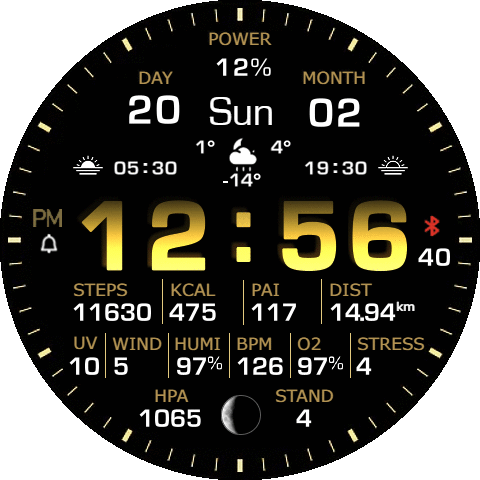 POWER
12%
DAY MONTH
20 Sun 02
1° 4°
05:30 19:30
-14°
PM 12:56
40
STEPS KCAL PAI DIST
11630 475 117 14.94km
UV WIND HUMI BPM O2 STRESS
10 5 97% 126 97% 4
HPA STAND
1065 4